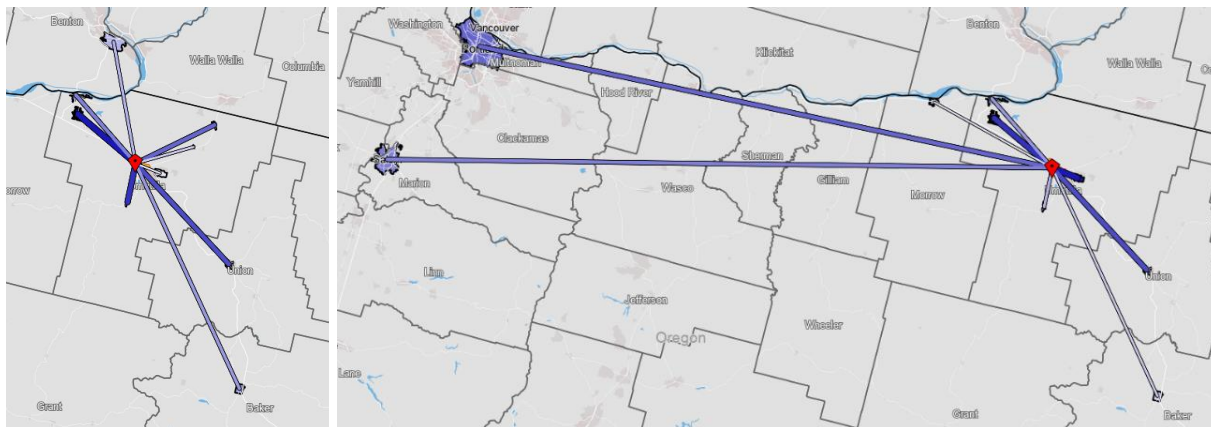 Benton
Walla Walla
Columbia
Union
Grant
Baker
Washington
Vancouver
Multnomah
Yamhill
Hood River
Klickitat
Benton
Walla Walla
Clackamas
Sherman
Marion
Wasco
Gilliam
Morrow
Linn
Jefferson
Wheeler
Union
Oregon
Lane
Grant
Baker